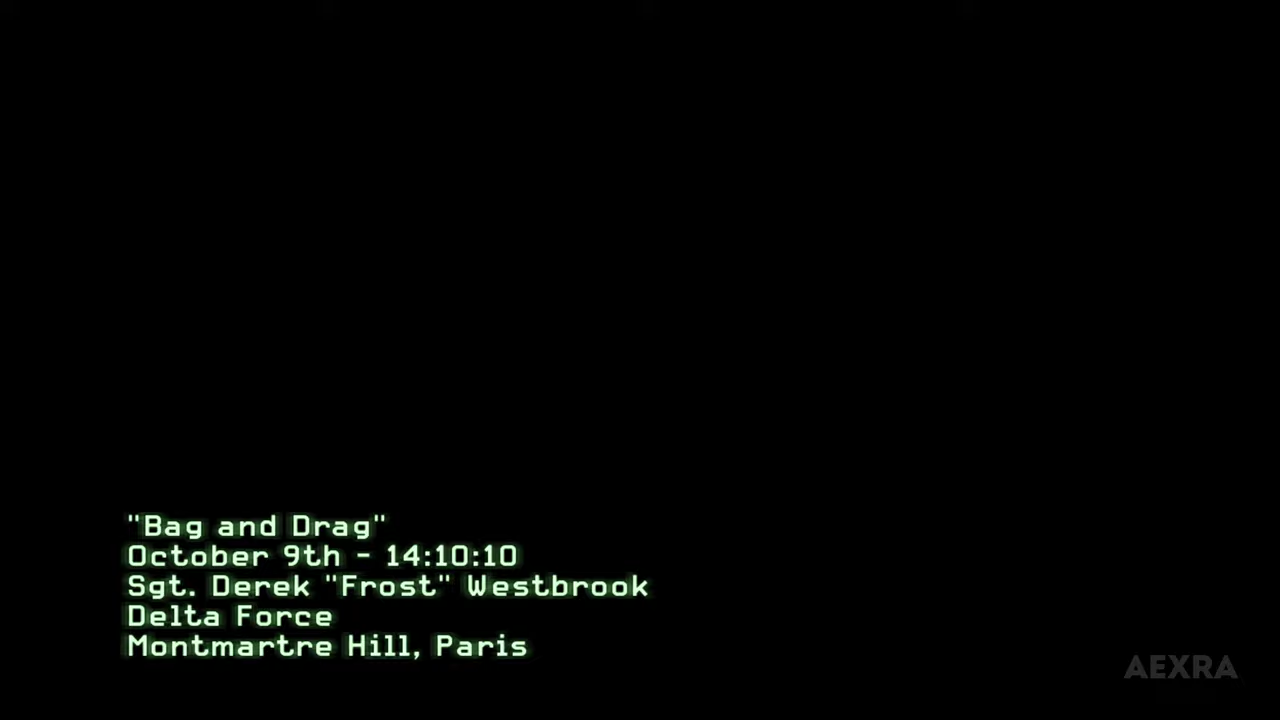 "Bag and Drag"
October 9th - 14:10:10
Sgt. Derek "Frost" Westbrook
Delta Force
Montmartre Hill, Paris
AEXRA